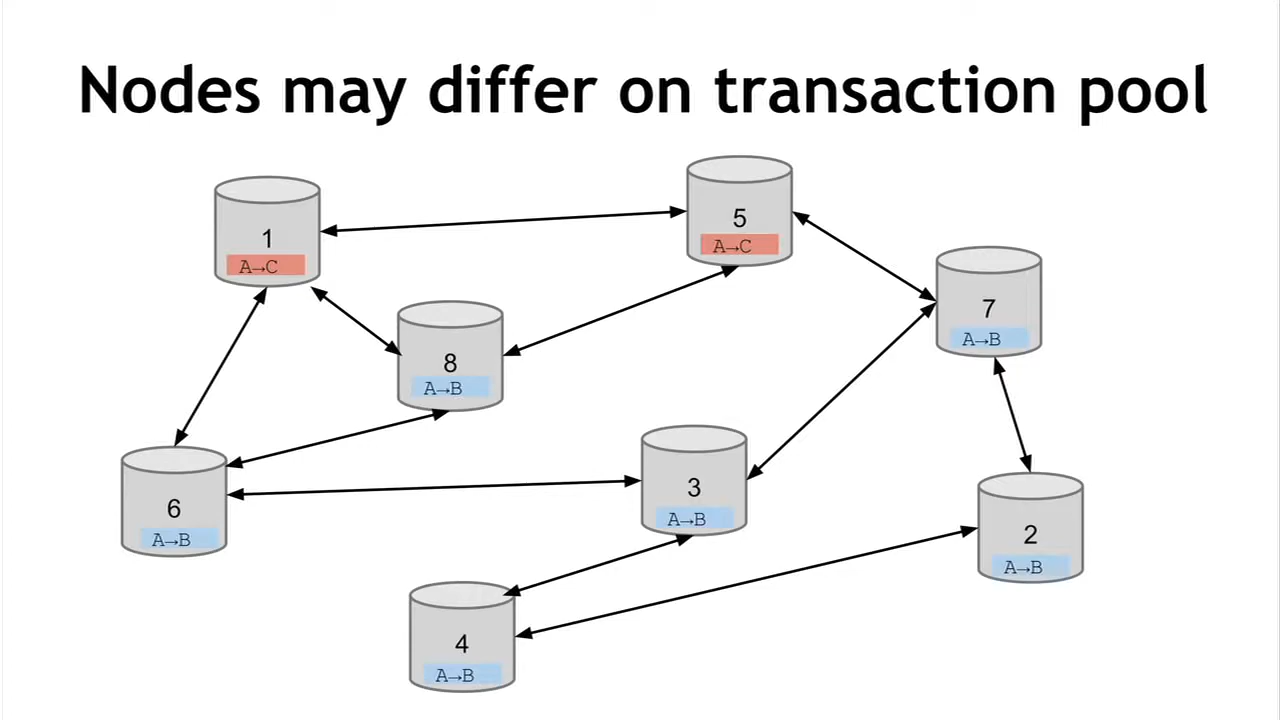 Nodes may differ on transaction pool
1
A→C
5
A→C
7
A→B
8
A→B
6
A→B
3
A→B
2
A→B
4
A→B